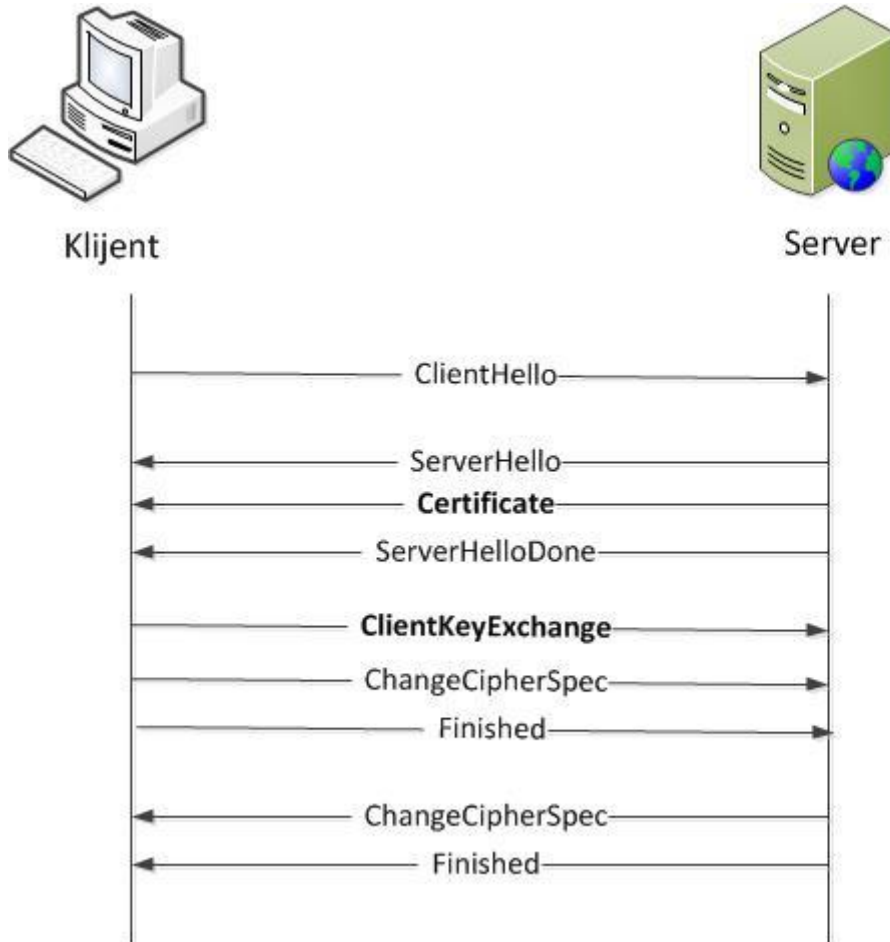 Klijent
Server
ClientHello
ServerHello
Certificate
ServerHelloDone
ClientKeyExchange
ChangeCipherSpec
Finished
ChangeCipherSpec
Finished